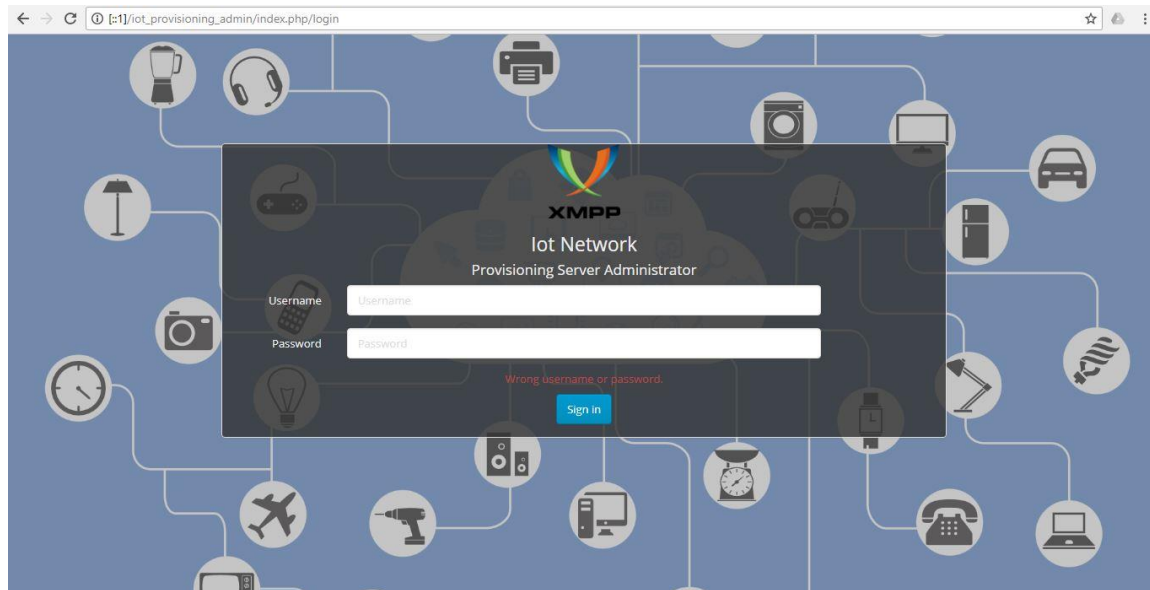 [::1]/iot_provisioning_admin/index.php/login
XMPP
Iot Network
Provisioning Server Administrator
Username
Username
Password
Password
Wrong username or password.
Sign in